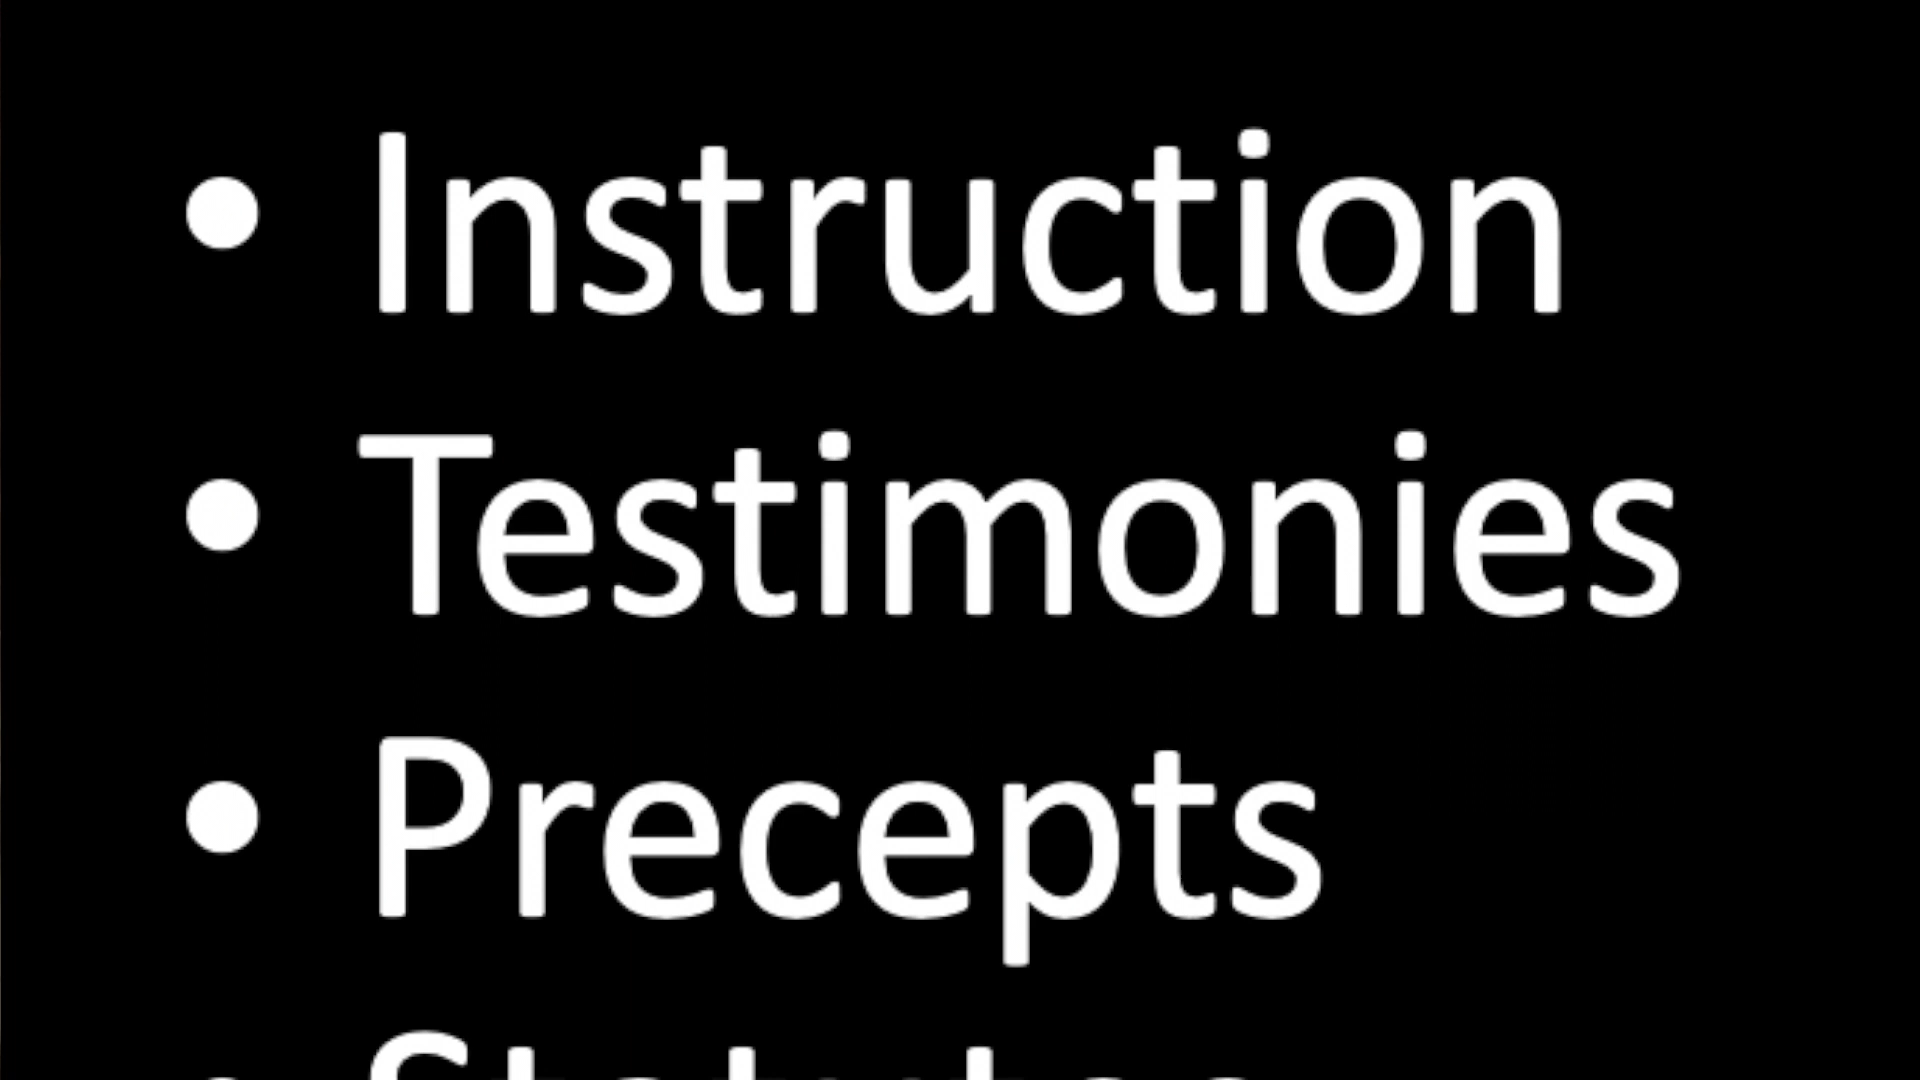 • Instruction
• Testimonies
• Precepts